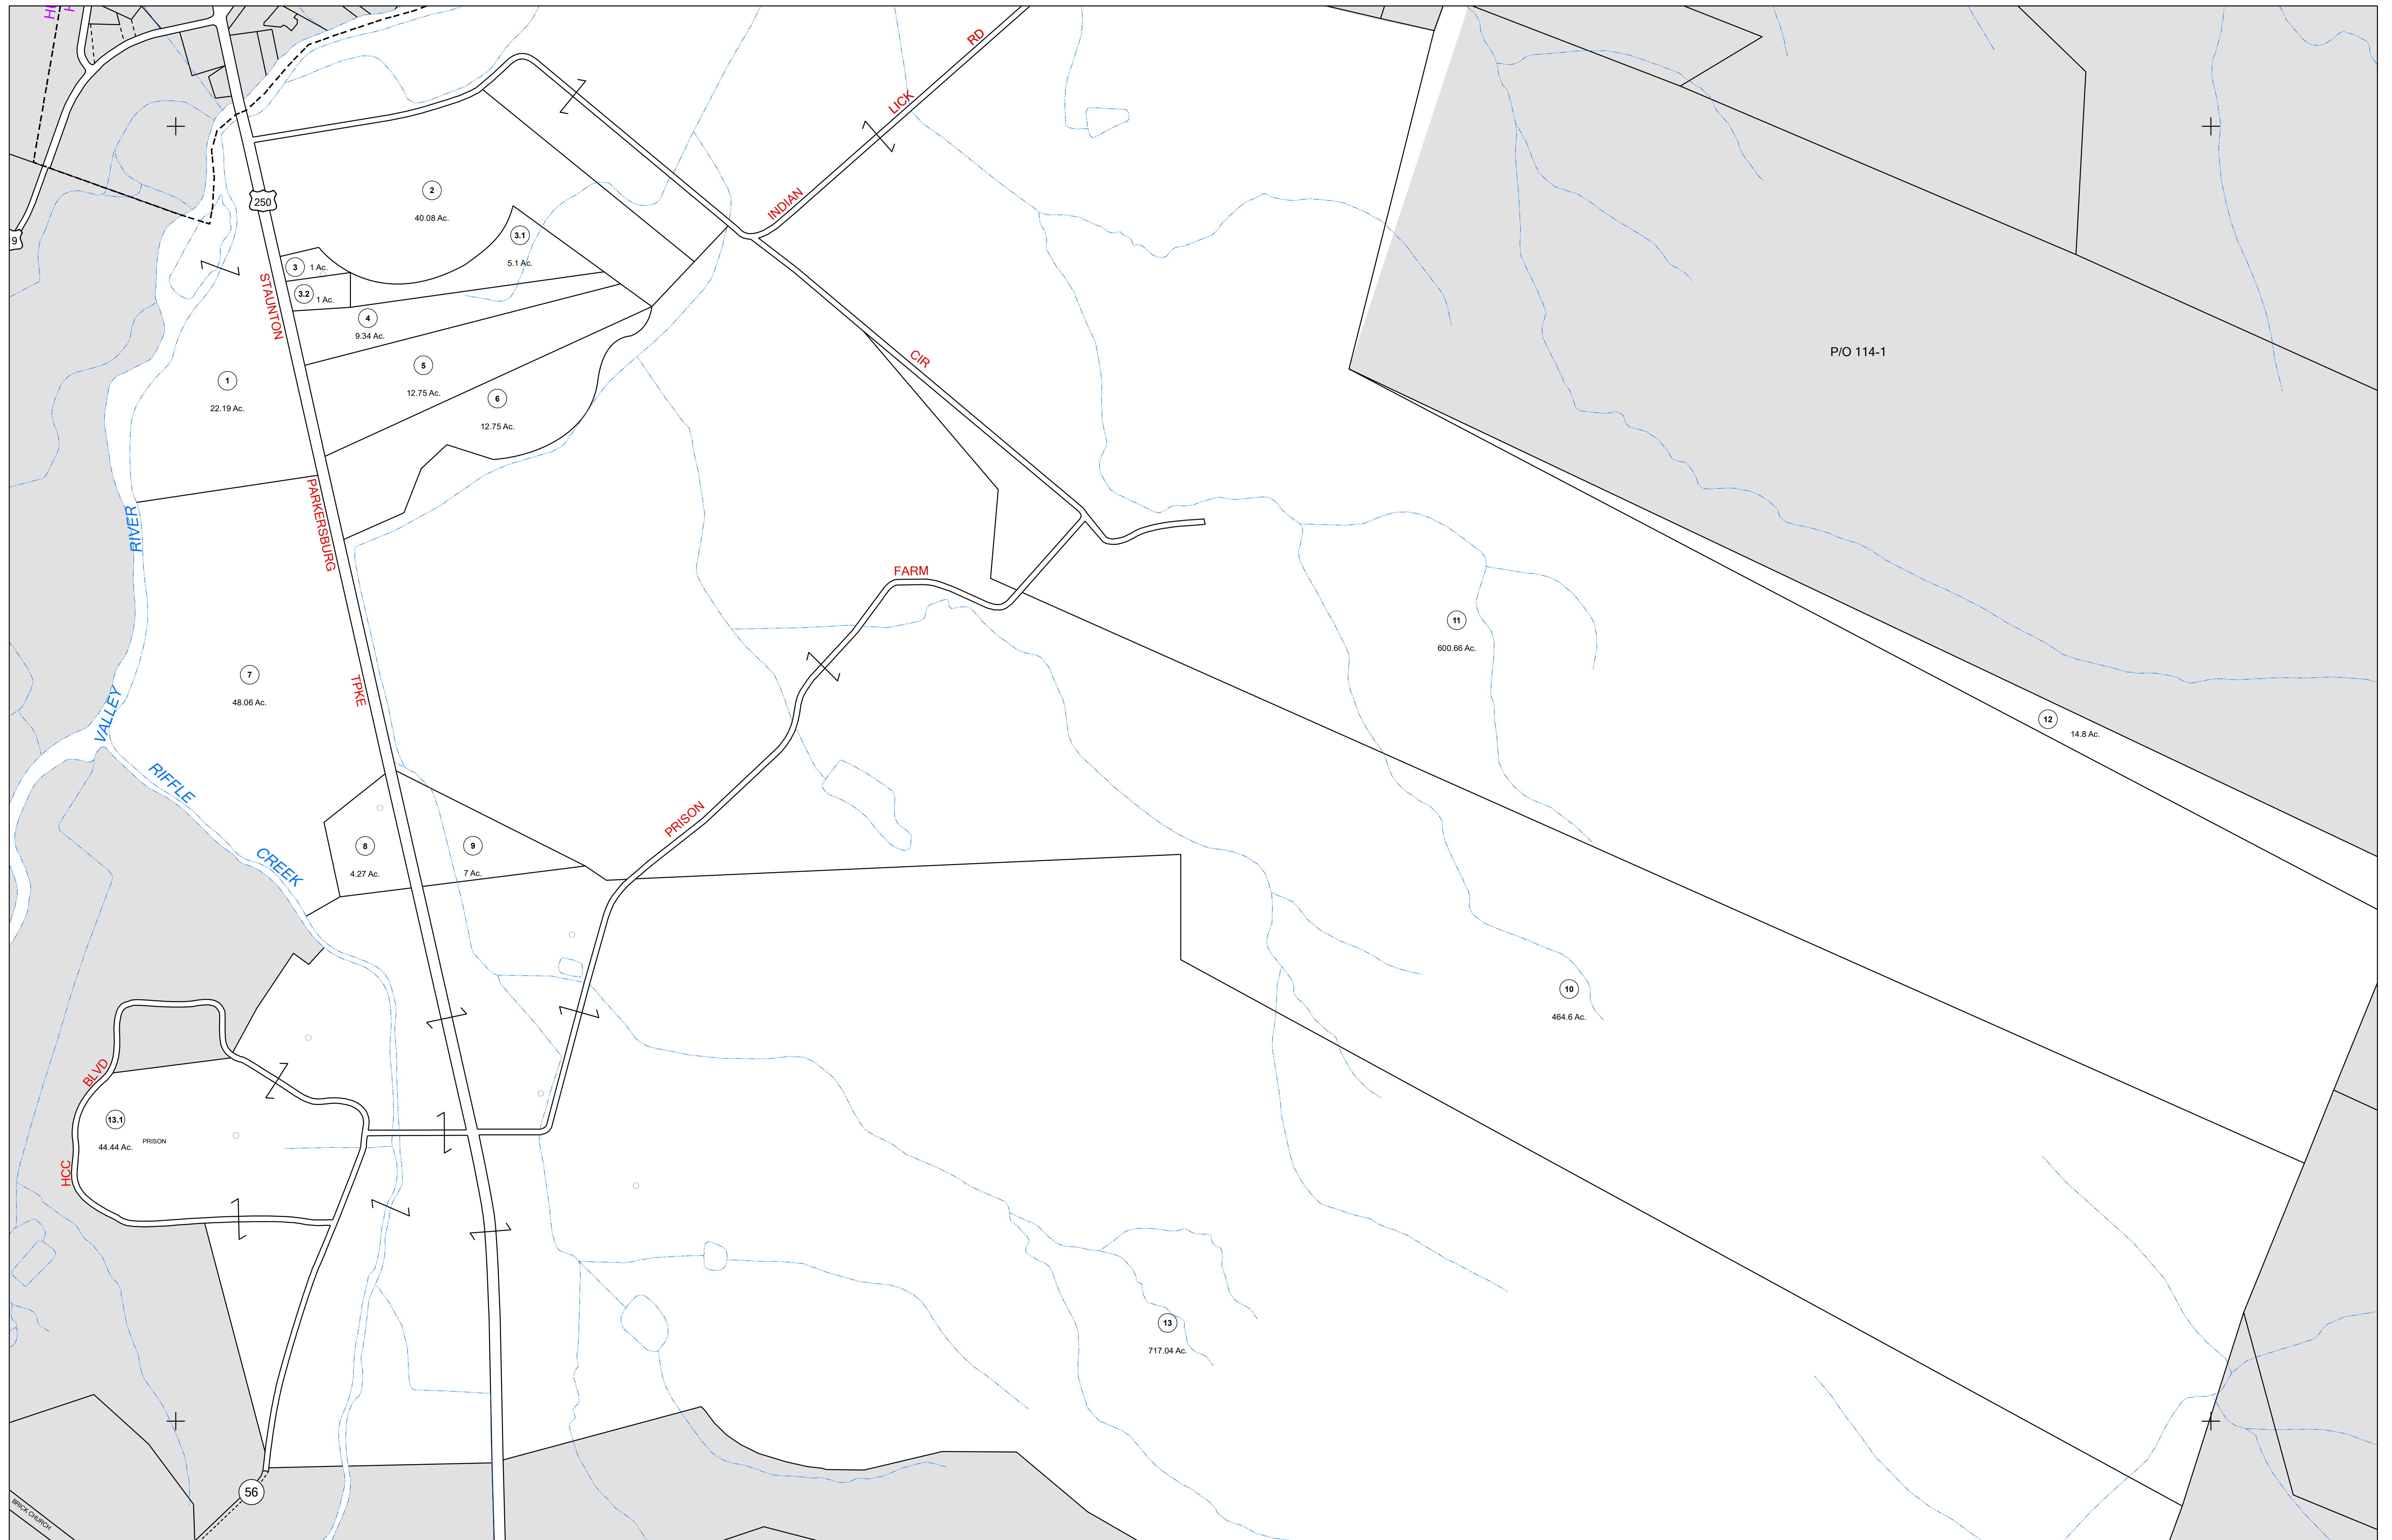 RD
LICK
INDIAN
250
9
2
40.08 Ac.
3.1
5.1 Ac.
3
1 Ac.
3.2
1 Ac.
STAUNTON
4
9.34 Ac.
CIR
P/O 114-1
5
12.75 Ac.
1
22.19 Ac.
6
12.75 Ac.
PARKERSBURG
RIVER
FARM
11
600.66 Ac.
7
48.06 Ac.
TPKE
VALLEY
12
14.8 Ac.
RIFFLE
PRISON
CREEK
8
4.27 Ac.
9
7 Ac.
10
464.6 Ac.
BLVD
13.1
44.44 Ac.
PRISON
HCC
13
717.04 Ac.
56
BRICK CHURCH